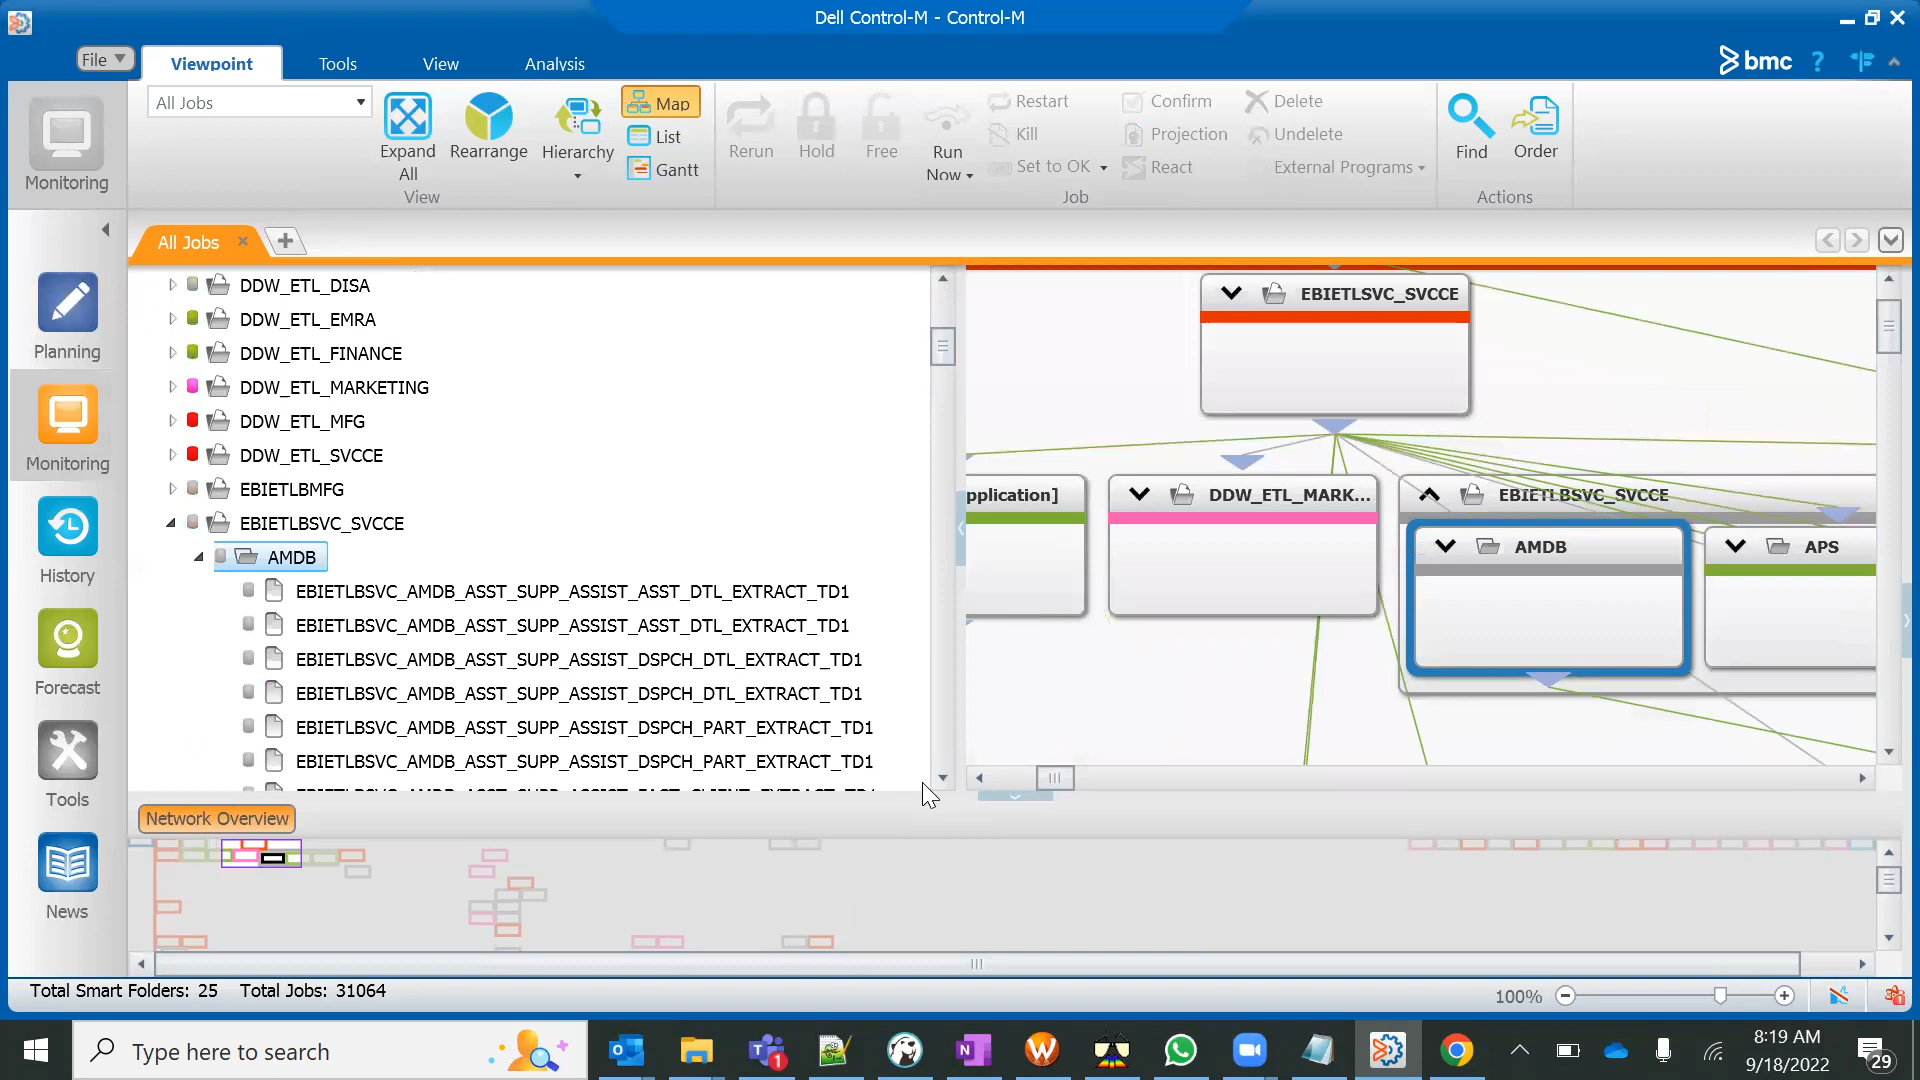 Dell Control-M - Control-M
File
Viewpoint
Tools
View
Analysis
bmc
?
All Jobs
Expand
All
Rearrange
Hierarchy
Map
List
Gantt
View
Rerun
Hold
Free
Run
Now
Restart
Kill
Set to OK
Confirm
Projection
React
Delete
Undelete
External Programs
Job
Find
Order
Actions
Monitoring
Planning
Monitoring
History
Forecast
Tools
News
All Jobs
DDW_ETL_DISA
DDW_ETL_EMRA
DDW_ETL_FINANCE
DDW_ETL_MARKETING
DDW_ETL_MFG
DDW_ETL_SVCCE
EBIETLBMFG
EBIETLBSVC_SVCCE
AMDB
EBIETLBSVC_AMDB_ASST_SUPP_ASSIST_ASST_DTL_EXTRACT_TD1
EBIETLBSVC_AMDB_ASST_SUPP_ASSIST_ASST_DTL_EXTRACT_TD1
EBIETLBSVC_AMDB_ASST_SUPP_ASSIST_DSPCH_DTL_EXTRACT_TD1
EBIETLBSVC_AMDB_ASST_SUPP_ASSIST_DSPCH_DTL_EXTRACT_TD1
EBIETLBSVC_AMDB_ASST_SUPP_ASSIST_DSPCH_PART_EXTRACT_TD1
EBIETLBSVC_AMDB_ASST_SUPP_ASSIST_DSPCH_PART_EXTRACT_TD1
EBIETLSVC_SVCCE
pplication]
DDW_ETL_MARK...
EBIETLBSVC_SVCCE
AMDB
APS
Network Overview
Total Smart Folders: 25 Total Jobs: 31064
100%
Type here to search
1
8:19 AM
9/18/2022
29